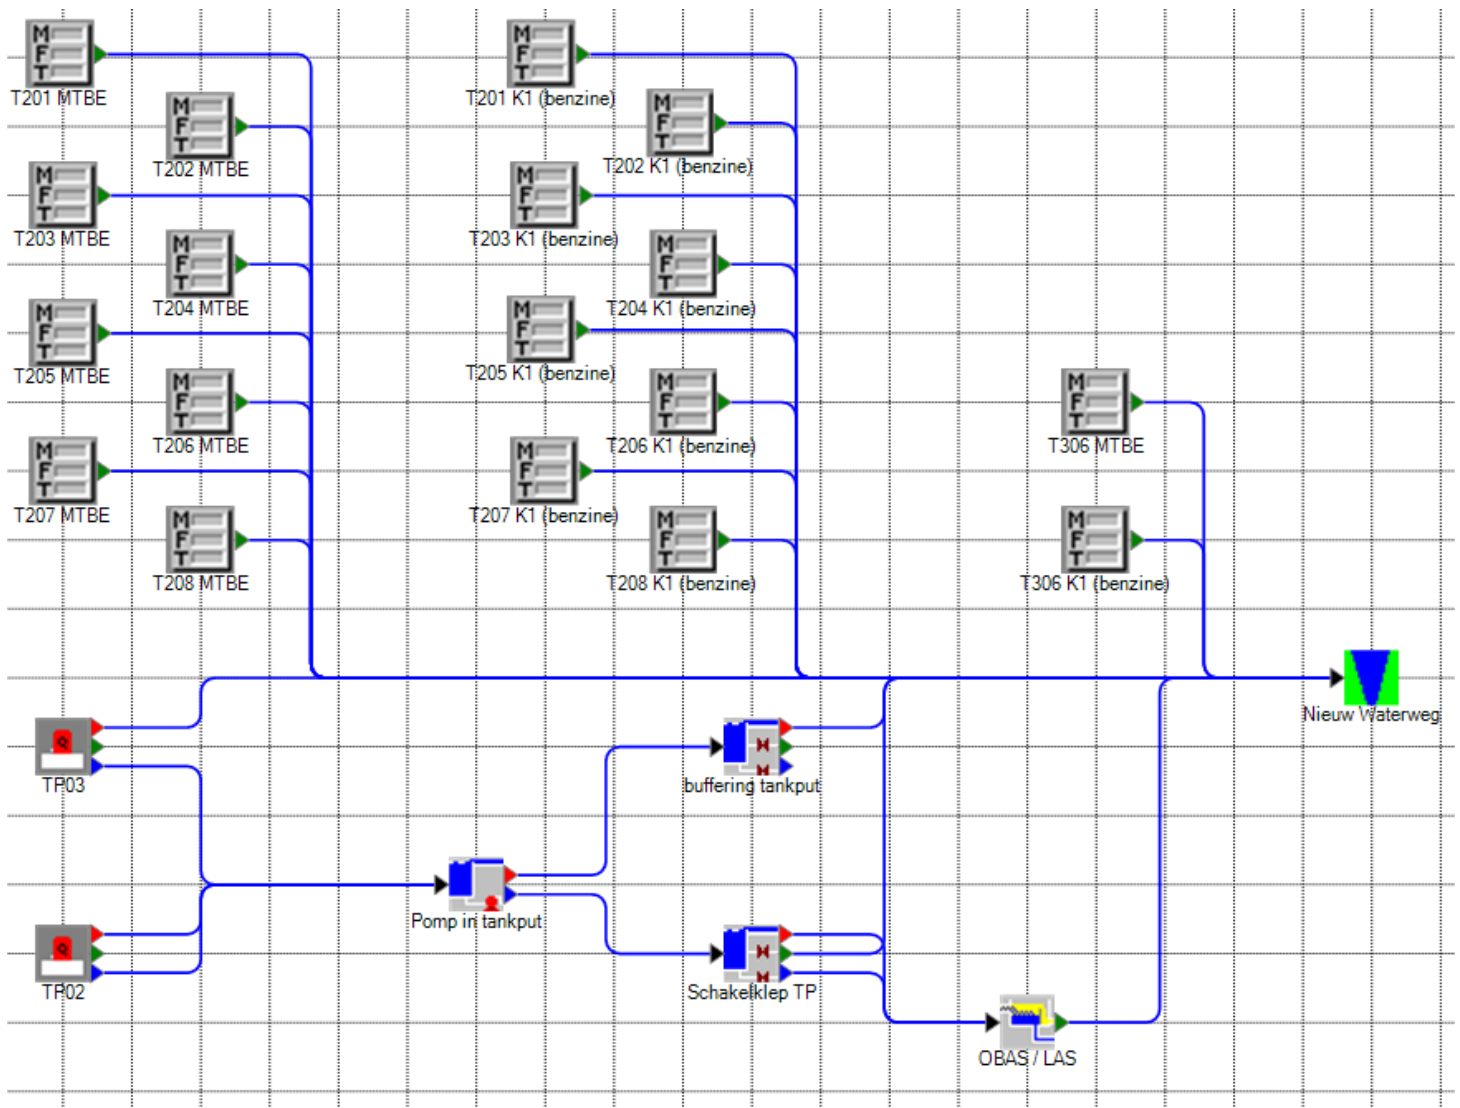 M
F
T
T201 MTBE
M
F
T
T202 MTBE
M
F
T
T203 MTBE
M
F
T
T204 MTBE
M
F
T
T205 MTBE
M
F
T
T206 MTBE
M
F
T
T207 MTBE
M
F
T
T208 MTBE
M
F
T
T201 K1 (benzine)
M
F
T
T202 K1 (benzine)
M
F
T
T203 K1 (benzine)
M
F
T
T204 K1 (benzine)
M
F
T
T205 K1 (benzine)
M
F
T
T206 K1 (benzine)
M
F
T
T207 K1 (benzine)
M
F
T
T208 K1 (benzine)
M
F
T
T306 MTBE
M
F
T
T306 K1 (benzine)
Nieuw Waterweg
TP03
buffering tankput
Pomp in tankput
TP02
Schakelklep TP
OBAS / LAS